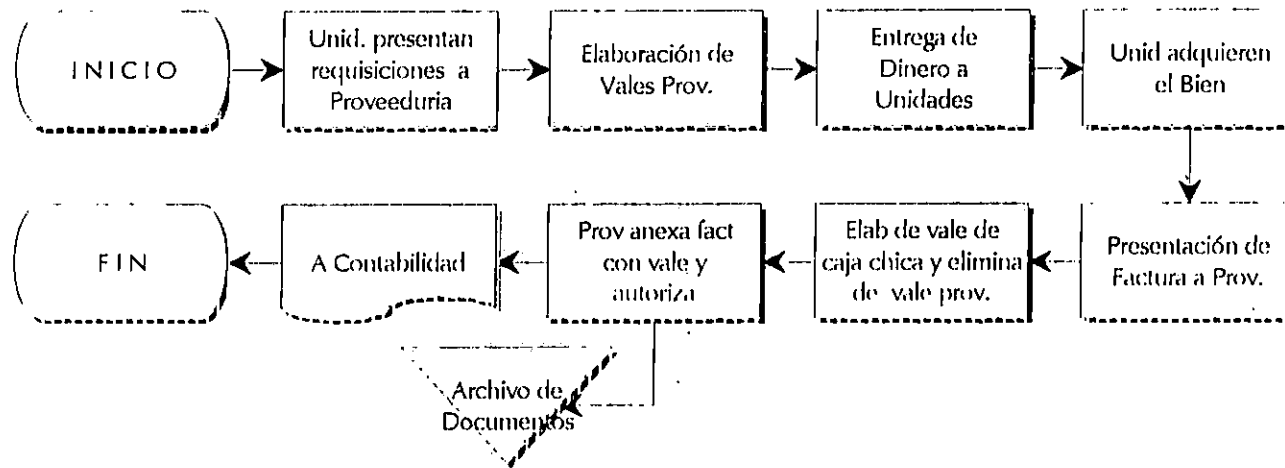 INICIO
Unid. presentan
requisiciones a
Proveeduria
Elaboración de
Vales Prov.
Entrega de
Dinero a
Unidades
Unid adquieren
el Bien
Presentación de
Factura a Prov.
Elab de vale de
caja chica y elimina
de vale prov.
Prov anexa fact
con vale y
autoriza
A Contabilidad
FIN
Archivo de
Documentos